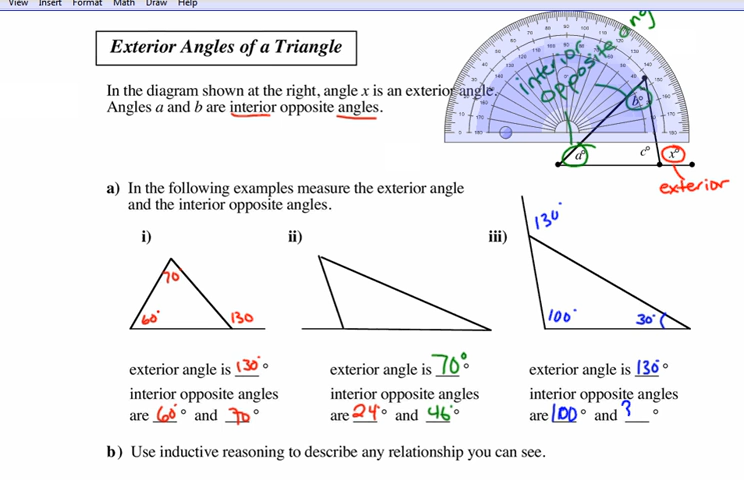 View Insert Format Math Draw Help
Exterior Angles of a Triangle
In the diagram shown at the right, angle x is an exterior angle.
Angles a and b are interior opposite angles.
interior
opposite
ang
a°
b°
c°
x°
exterior
a) In the following examples measure the exterior angle
and the interior opposite angles.
i)
ii)
iii)
70
60°
130
130°
100°
30°
exterior angle is 130° °
interior opposite angles
are 60° ° and 70 °
exterior angle is 70° °
interior opposite angles
are 24° ° and 46° °
exterior angle is 130° °
interior opposite angles
are 100 ° and 3 °
b) Use inductive reasoning to describe any relationship you can see.